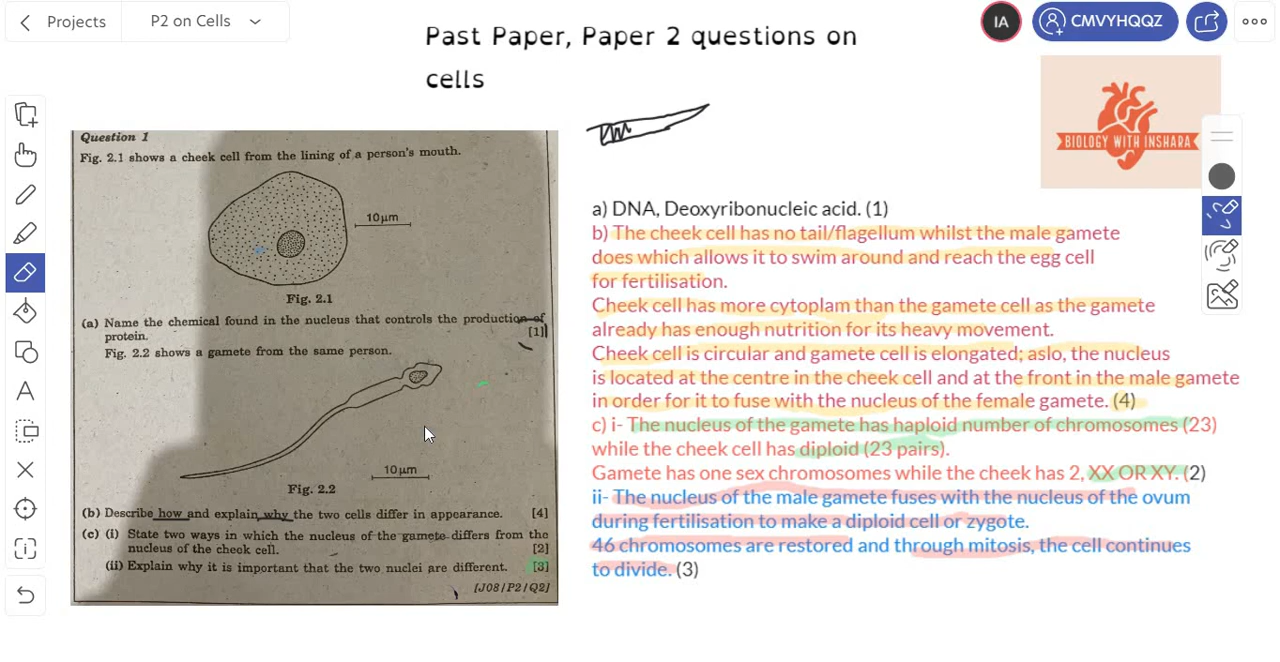 Projects
P2 on Cells
IA
CMVYHQQZ
Past Paper, Paper 2 questions on
cells
BIOLOGY WITH INSHARA
Question 1
Fig. 2.1 shows a cheek cell from the lining of a person's mouth.
10 μm
Fig. 2.1
(a) Name the chemical found in the nucleus that controls the production of
protein. [1]
Fig. 2.2 shows a gamete from the same person.
10 μm
Fig. 2.2
(b) Describe how and explain why the two cells differ in appearance. [4]
(c) (i) State two ways in which the nucleus of the gamete differs from the
nucleus of the cheek cell. [2]
(ii) Explain why it is important that the two nuclei are different. [3]
[J08/P2/Q2]
a) DNA, Deoxyribonucleic acid. (1)
b) The cheek cell has no tail/flagellum whilst the male gamete
does which allows it to swim around and reach the egg cell
for fertilisation.
Cheek cell has more cytoplam than the gamete cell as the gamete
already has enough nutrition for its heavy movement.
Cheek cell is circular and gamete cell is elongated; aslo, the nucleus
is located at the centre in the cheek cell and at the front in the male gamete
in order for it to fuse with the nucleus of the female gamete. (4)
c) i- The nucleus of the gamete has haploid number of chromosomes (23)
while the cheek cell has diploid (23 pairs).
Gamete has one sex chromosomes while the cheek has 2, XX OR XY. (2)
ii- The nucleus of the male gamete fuses with the nucleus of the ovum
during fertilisation to make a diploid cell or zygote.
46 chromosomes are restored and through mitosis, the cell continues
to divide. (3)